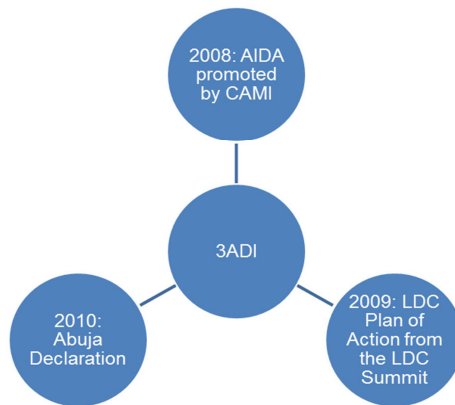 2008: AIDA
promoted
by CAMI
3ADI
2010:
Abuja
Declaration
2009: LDC
Plan of
Action from
the LDC
Summit